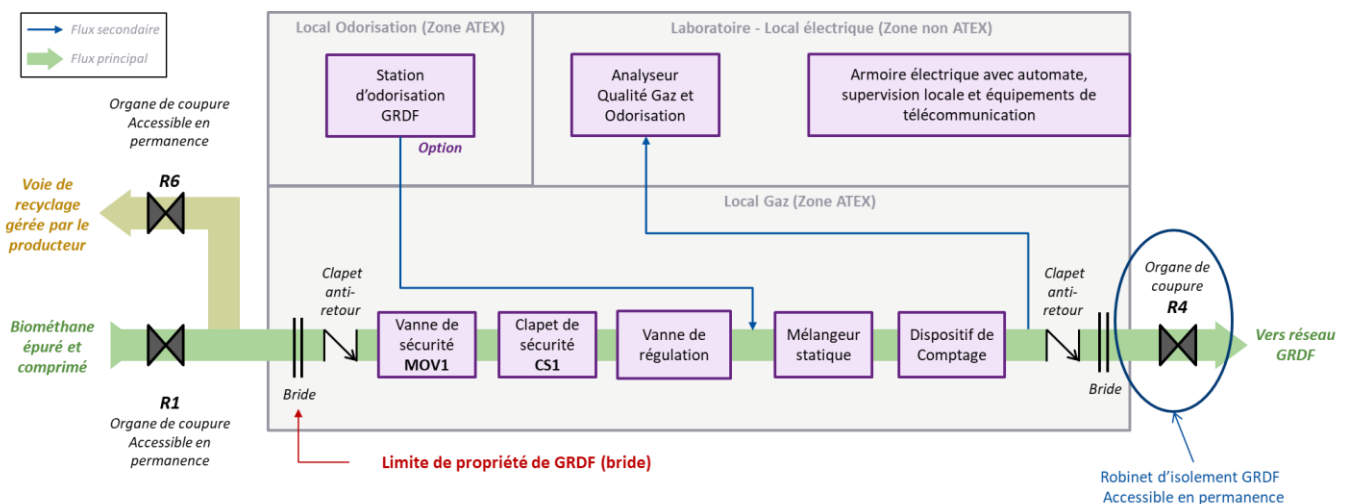 Flux secondaire
Flux principal
Local Odorisation (Zone ATEX)
Laboratoire - Local électrique (Zone non ATEX)
Station
d'odorisation
GRDF
Option
Analyseur
Qualité Gaz et
Odorisation
Armoire électrique avec automate,
supervision locale et équipements de
télécommunication
Organe de coupure
Accessible en
permanence
R6
Voie de
recyclage
gérée par le
producteur
Local Gaz (Zone ATEX)
Clapet
anti-
retour
Clapet
anti-
retour
Organe de
coupure
R4
Biométhane
épuré et
comprimé
Vanne de
sécurité
MOV1
Clapet de
sécurité
CS1
Vanne de
régulation
Mélangeur
statique
Dispositif de
Comptage
Vers réseau
GRDF
Bride
Bride
R1
Organe de coupure
Accessible en
permanence
Limite de propriété de GRDF (bride)
Robinet d'isolement GRDF
Accessible en permanence